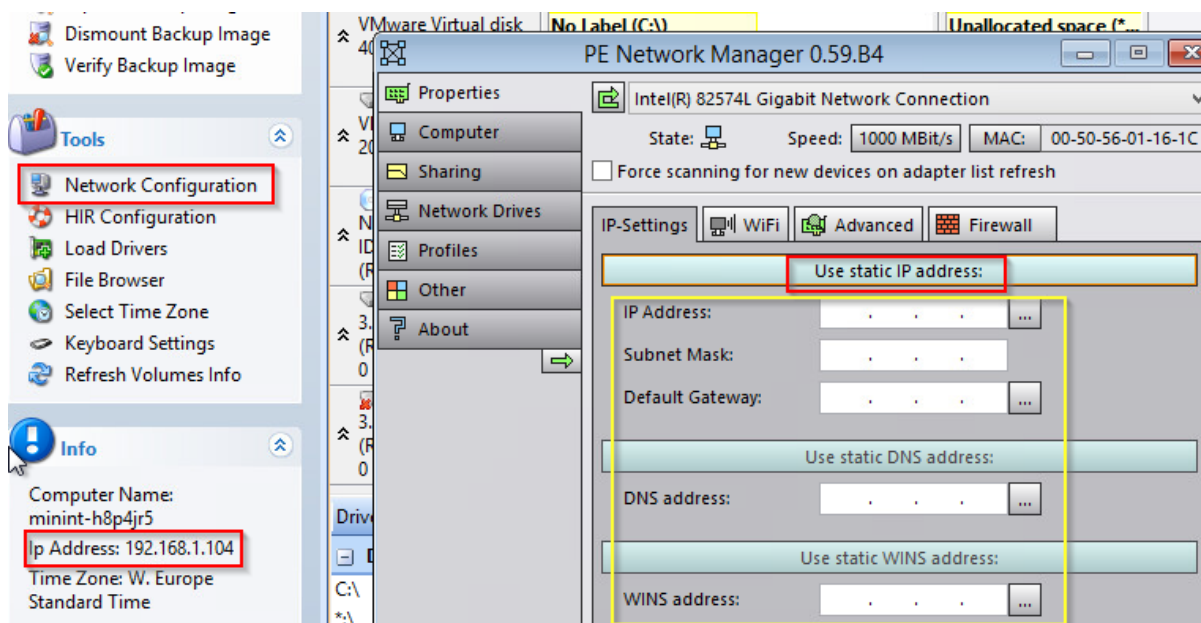 Dismount Backup Image
Verify Backup Image
Tools
Network Configuration
HIR Configuration
Load Drivers
File Browser
Select Time Zone
Keyboard Settings
Refresh Volumes Info
Info
Computer Name:
minint-h8p4jr5
Ip Address: 192.168.1.104
Time Zone: W. Europe
Standard Time
VMware Virtual disk
No Label (C:\)
Unallocated space (*...
PE Network Manager 0.59.B4
Properties
Computer
Sharing
Network Drives
Profiles
Other
About
Intel(R) 82574L Gigabit Network Connection
State:
Speed: 1000 MBit/s MAC: 00-50-56-01-16-1C
Force scanning for new devices on adapter list refresh
IP-Settings WiFi Advanced Firewall
Use static IP address:
IP Address: . . . ...
Subnet Mask: . . .
Default Gateway: . . . ...
Use static DNS address:
DNS address: . . . ...
Use static WINS address:
WINS address: . . . ...
C:\
*:\